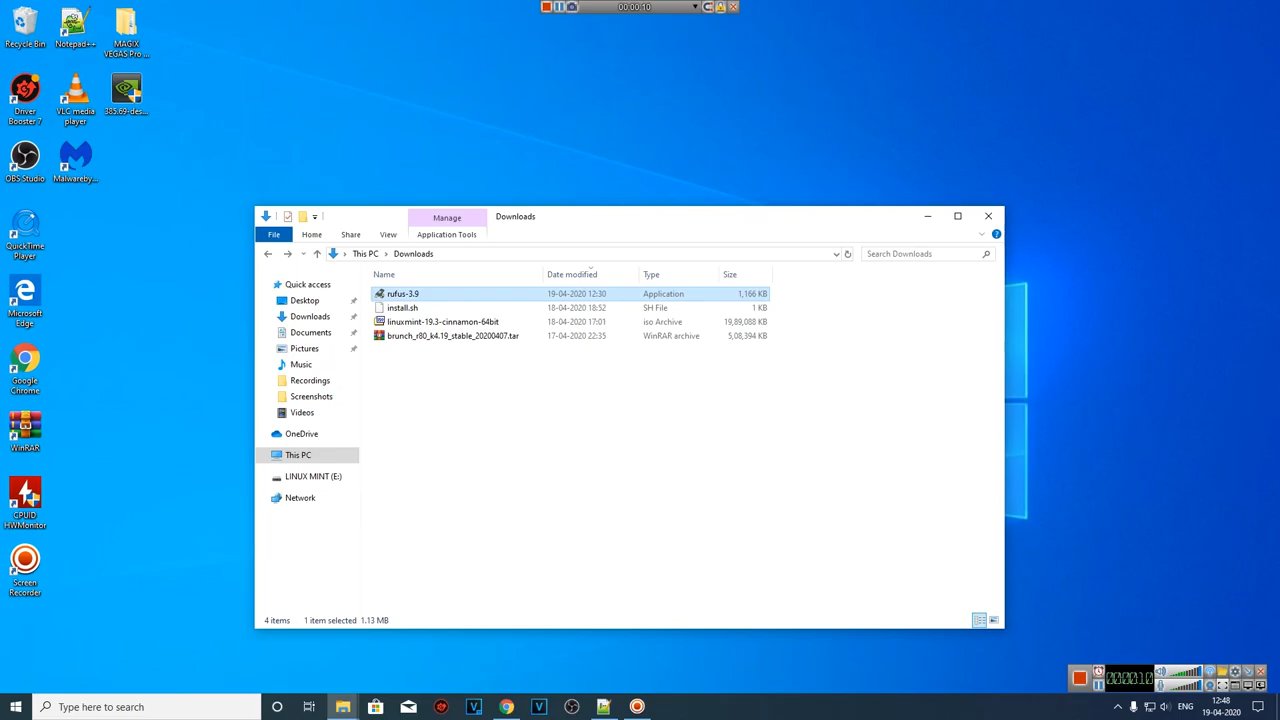 00:00:10
Recycle Bin
Notepad++
MAGIX
VEGAS Pro ...
Driver
Booster 7
VLC media
player
385.69-des...
OBS Studio
Malwareby...
QuickTime
Player
Microsoft
Edge
Google
Chrome
WinRAR
CPUID
HWMonitor
Screen
Recorder
Manage
Downloads
File
Home
Share
View
Application Tools
This PC
Downloads
Search Downloads
Name
Date modified
Type
Size
rufus-3.9
19-04-2020 12:30
Application
1,166 KB
install.sh
18-04-2020 18:52
SH File
1 KB
linuxmint-19.3-cinnamon-64bit
18-04-2020 17:01
iso Archive
19,89,088 KB
brunch_r80_k4.19_stable_20200407.tar
17-04-2020 22:35
WinRAR archive
5,08,394 KB
Quick access
Desktop
Downloads
Documents
Pictures
Music
Recordings
Screenshots
Videos
OneDrive
This PC
LINUX MINT (E:)
Network
4 items
1 item selected 1.13 MB
Type here to search
ENG
12:48
19-04-2020